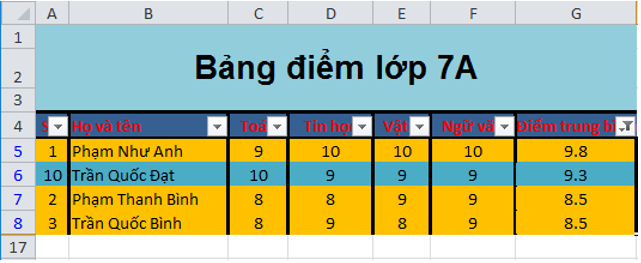 A B C D E F G
1
2 Bảng điểm lớp 7A
3
4 Họ và tên Toá Tin họ Vật Ngữ vă Điểm trung bì
5 1 Phạm Như Anh 9 10 10 10 9.8
6 10 Trần Quốc Đạt 10 9 9 9 9.3
7 2 Phạm Thanh Bình 8 8 9 9 8.5
8 3 Trần Quốc Bình 8 9 8 9 8.5
17